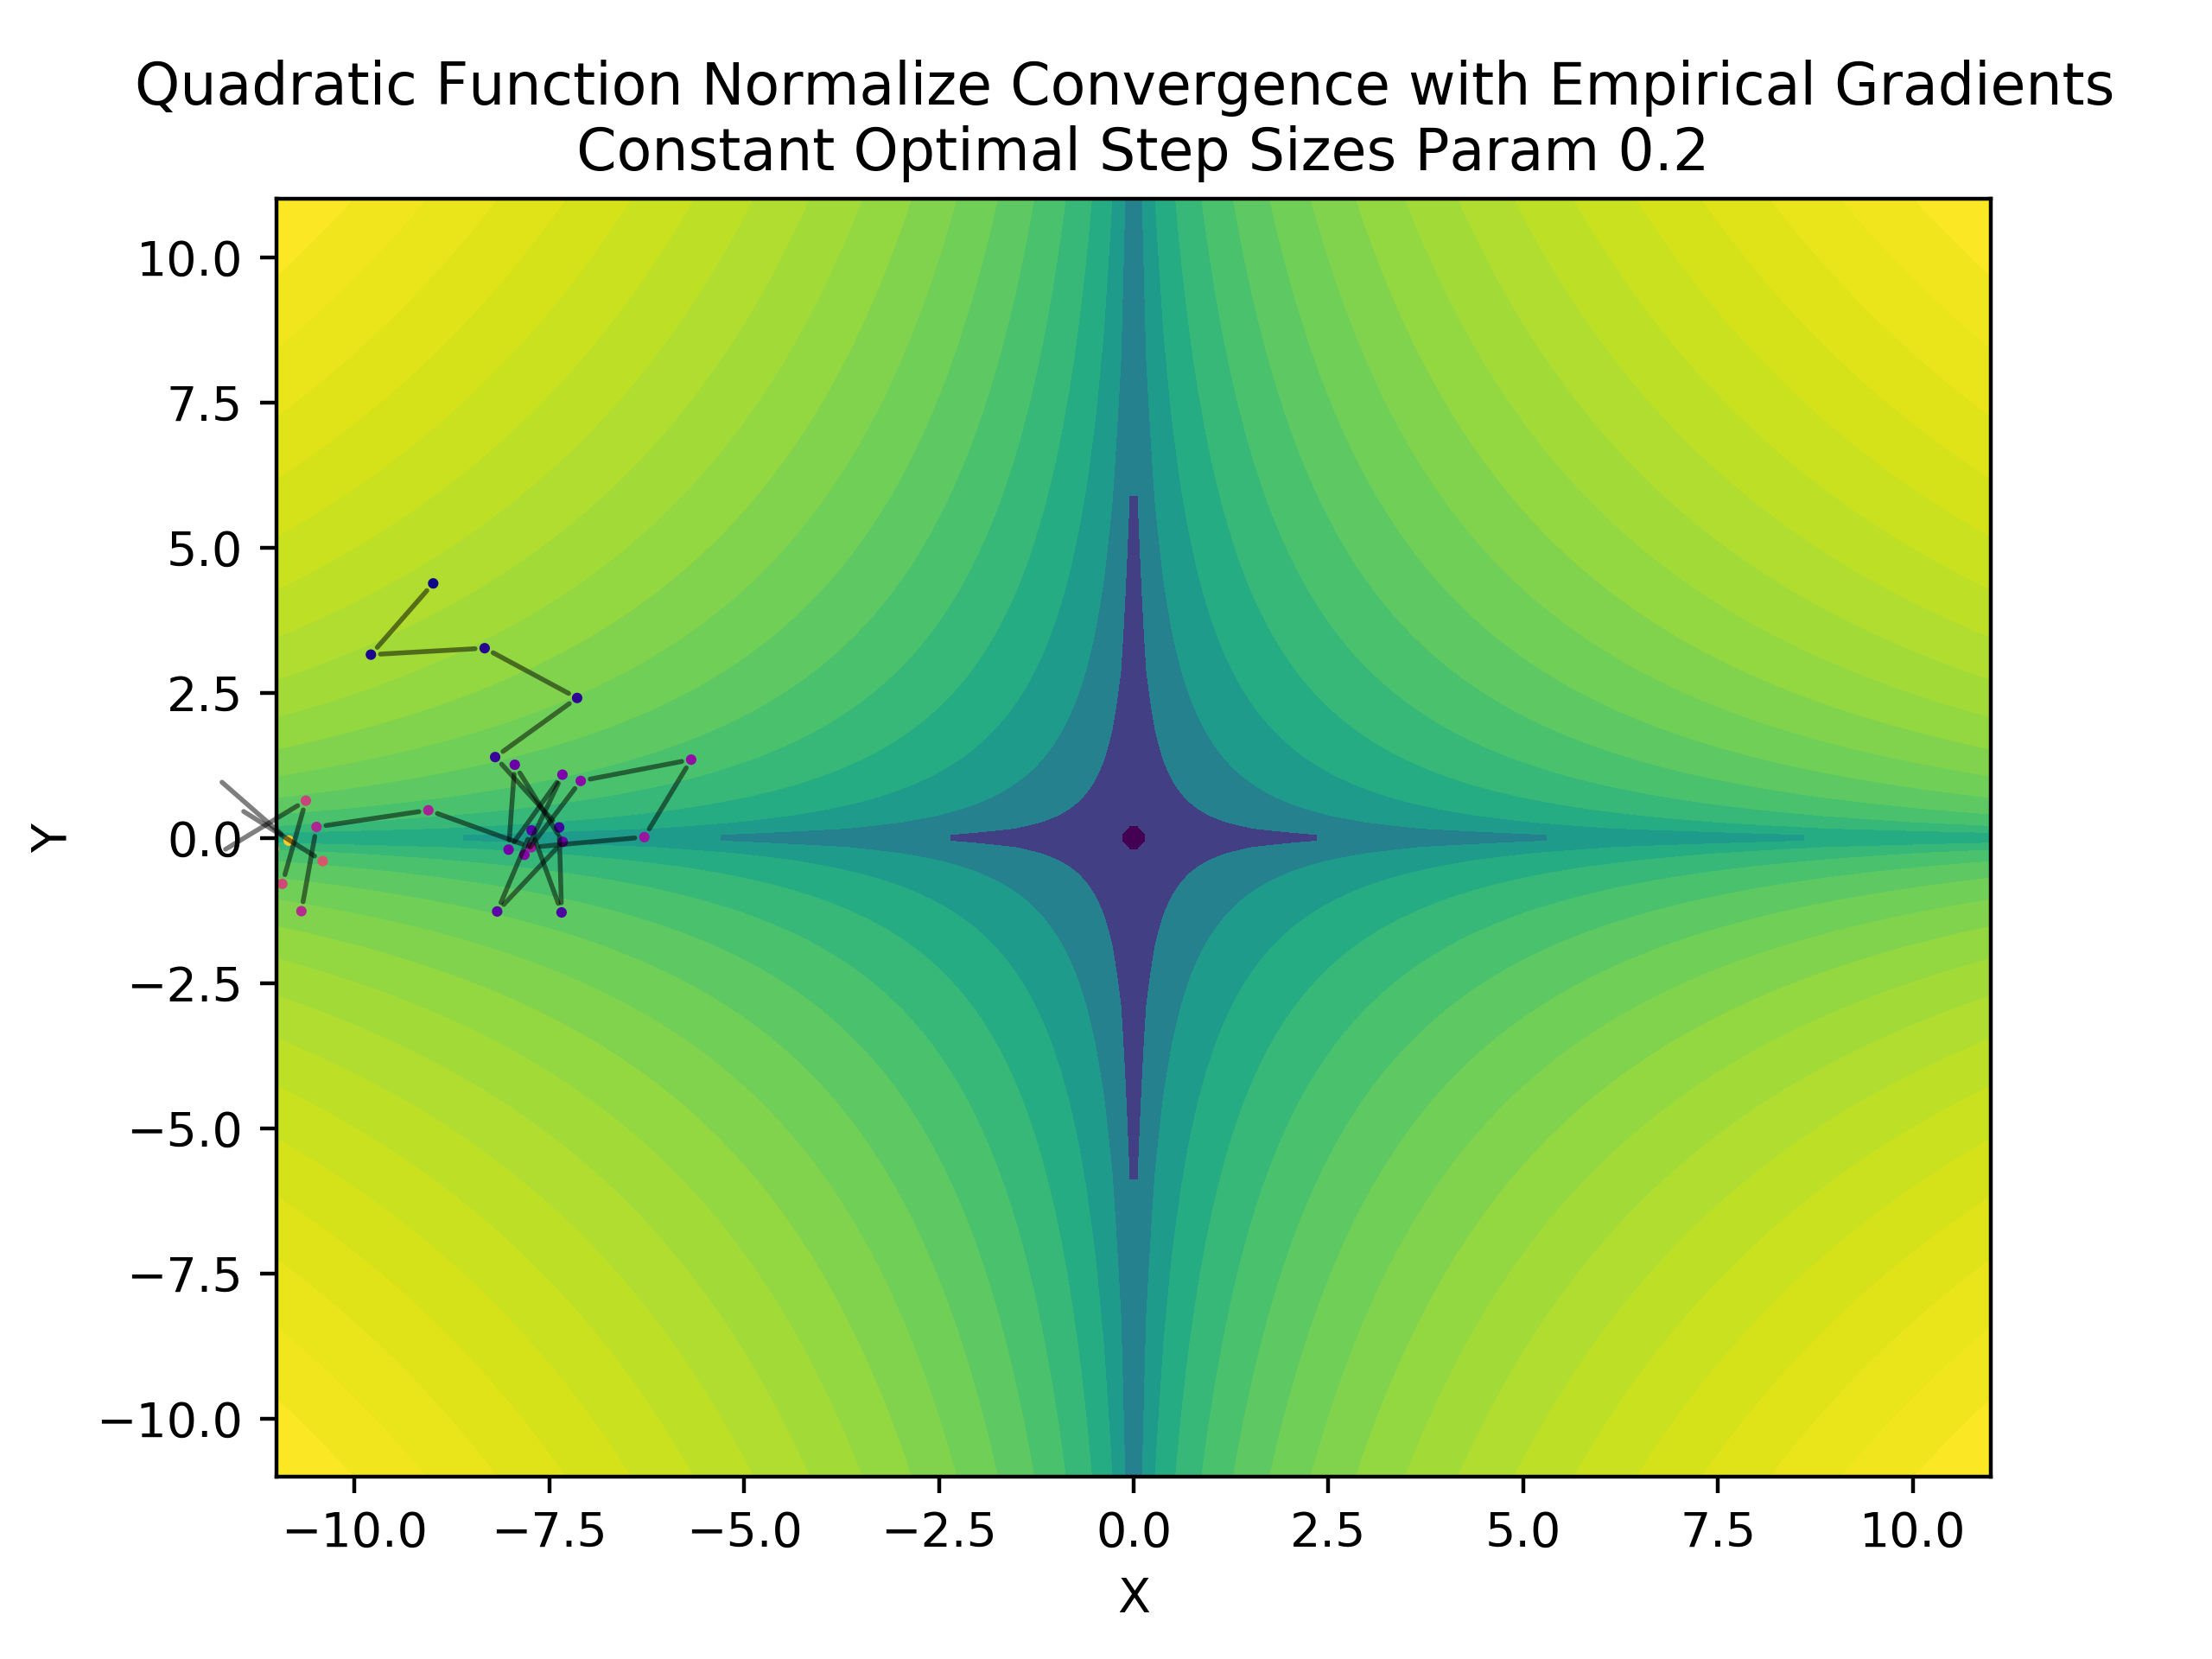 Quadratic Function Normalize Convergence with Empirical Gradients
Constant Optimal Step Sizes Param 0.2
10.0
7.5
5.0
2.5
0.0
−2.5
−5.0
−7.5
−10.0
Y
−10.0 −7.5 −5.0 −2.5 0.0 2.5 5.0 7.5 10.0
X